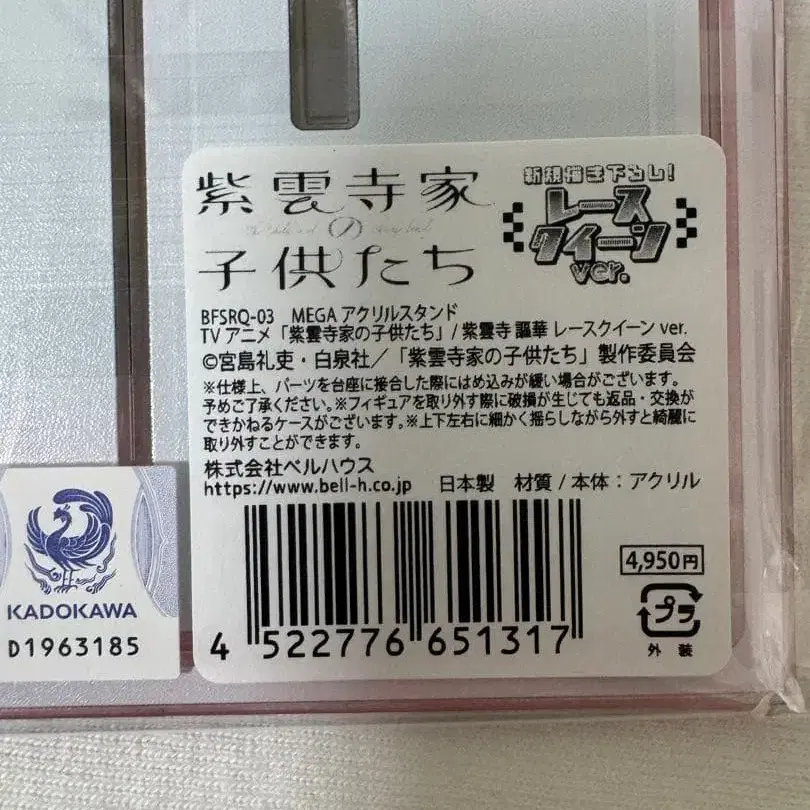 紫雲寺家
の
子供たち
新規描き下ろし!
レース
クイーン
ver.
BFSRQ-03 MEGA アクリルスタンド
TV アニメ「紫雲寺家の子供たち」/ 紫雲寺 謳華 レースクイーン ver.
©宮島礼吏・白泉社/「紫雲寺家の子供たち」製作委員会
※仕様上、パーツを台座に接合した際にはめ込みが緩い場合がございます。
予めご了承ください。※フィギュアを取り外す際に破損が生じても返品・交換が
できかねるケースがございます。※上下左右に細かく揺らしながら外すと綺麗に
取り外すことができます。
株式会社ベルハウス
https://www.bell-h.co.jp 日本製 材質 / 本体:アクリル
4,950円
プラ
外装
4 522776 651317
KADOKAWA
D1963185